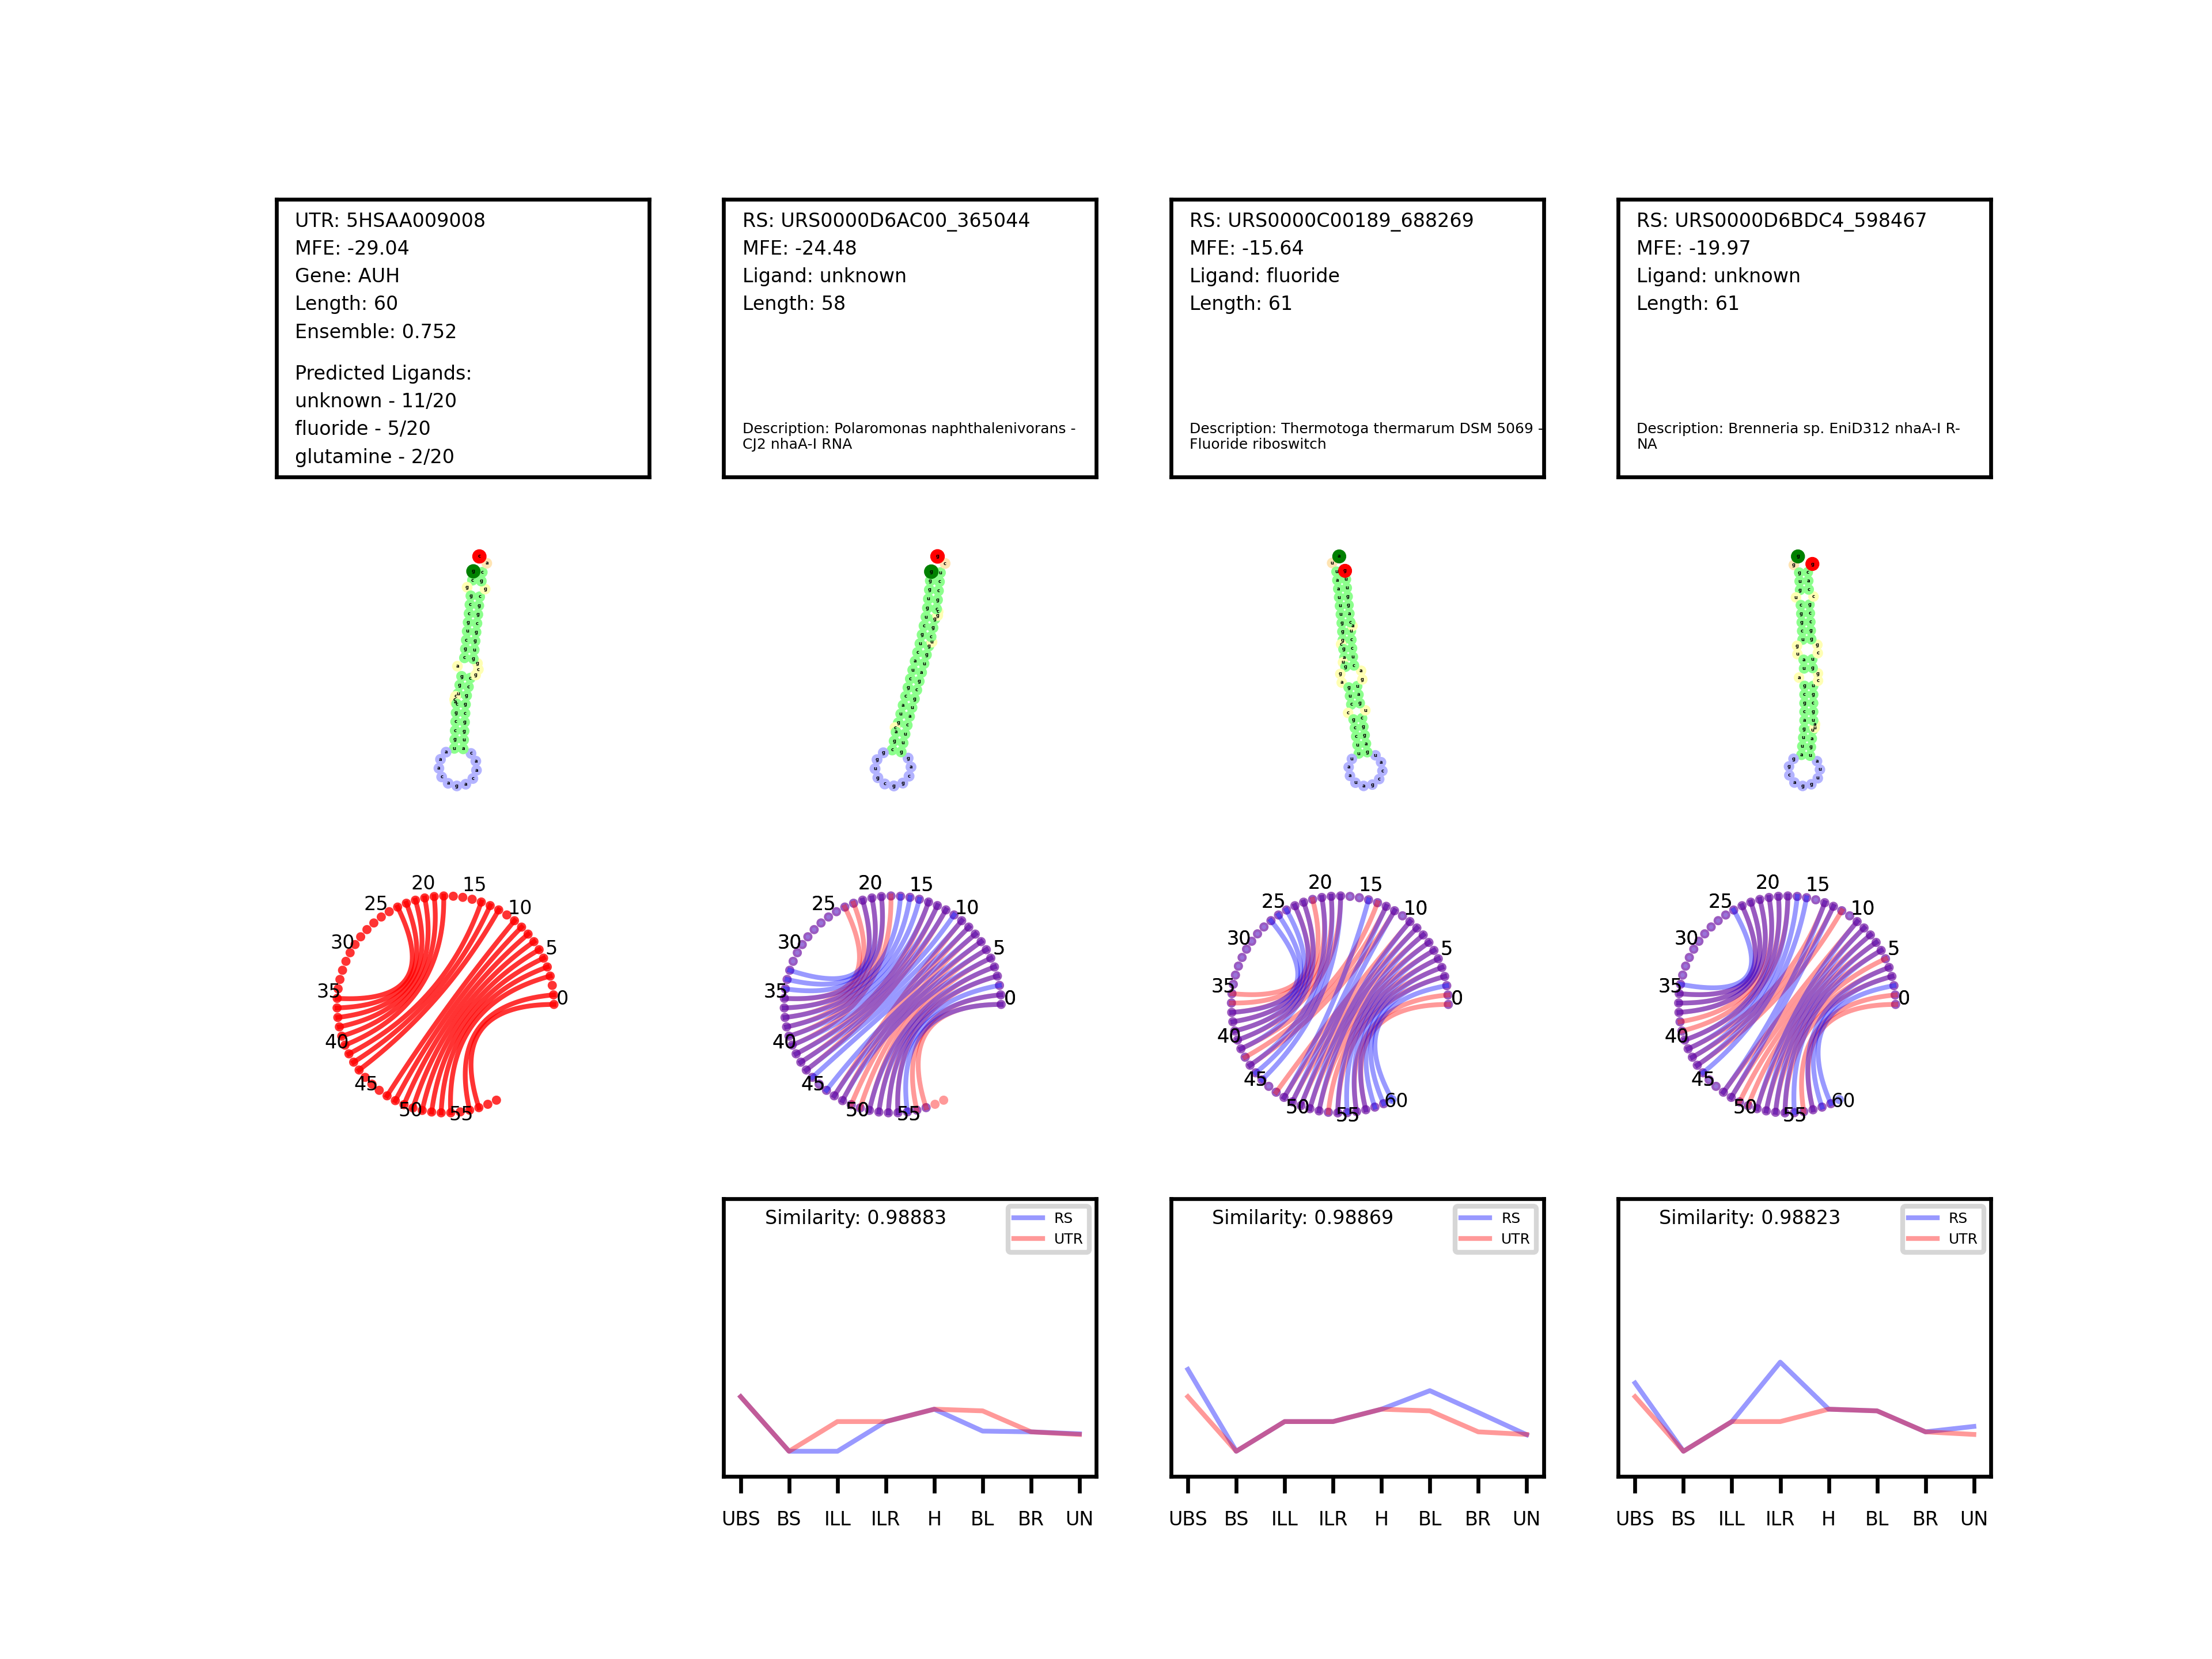 UTR: 5HSAA009008
MFE: -29.04
Gene: AUH
Length: 60
Ensemble: 0.752
Predicted Ligands:
unknown - 11/20
fluoride - 5/20
glutamine - 2/20
RS: URS0000D6AC00_365044
MFE: -24.48
Ligand: unknown
Length: 58
Description: Polaromonas naphthalenivorans -
CJ2 nhaA-I RNA
RS: URS0000C00189_688269
MFE: -15.64
Ligand: fluoride
Length: 61
Description: Thermotoga thermarum DSM 5069 -
Fluoride riboswitch
RS: URS0000D6BDC4_598467
MFE: -19.97
Ligand: unknown
Length: 61
Description: Brenneria sp. EniD312 nhaA-I R-
NA
0 5 10 15 20 25 30 35 40 45 50 55
0 5 10 15 20 25 30 35 40 45 50 55
0 5 10 15 20 25 30 35 40 45 50 55 60
0 5 10 15 20 25 30 35 40 45 50 55 60
Similarity: 0.98883
RS
UTR
UBS BS ILL ILR H BL BR UN
Similarity: 0.98869
RS
UTR
UBS BS ILL ILR H BL BR UN
Similarity: 0.98823
RS
UTR
UBS BS ILL ILR H BL BR UN